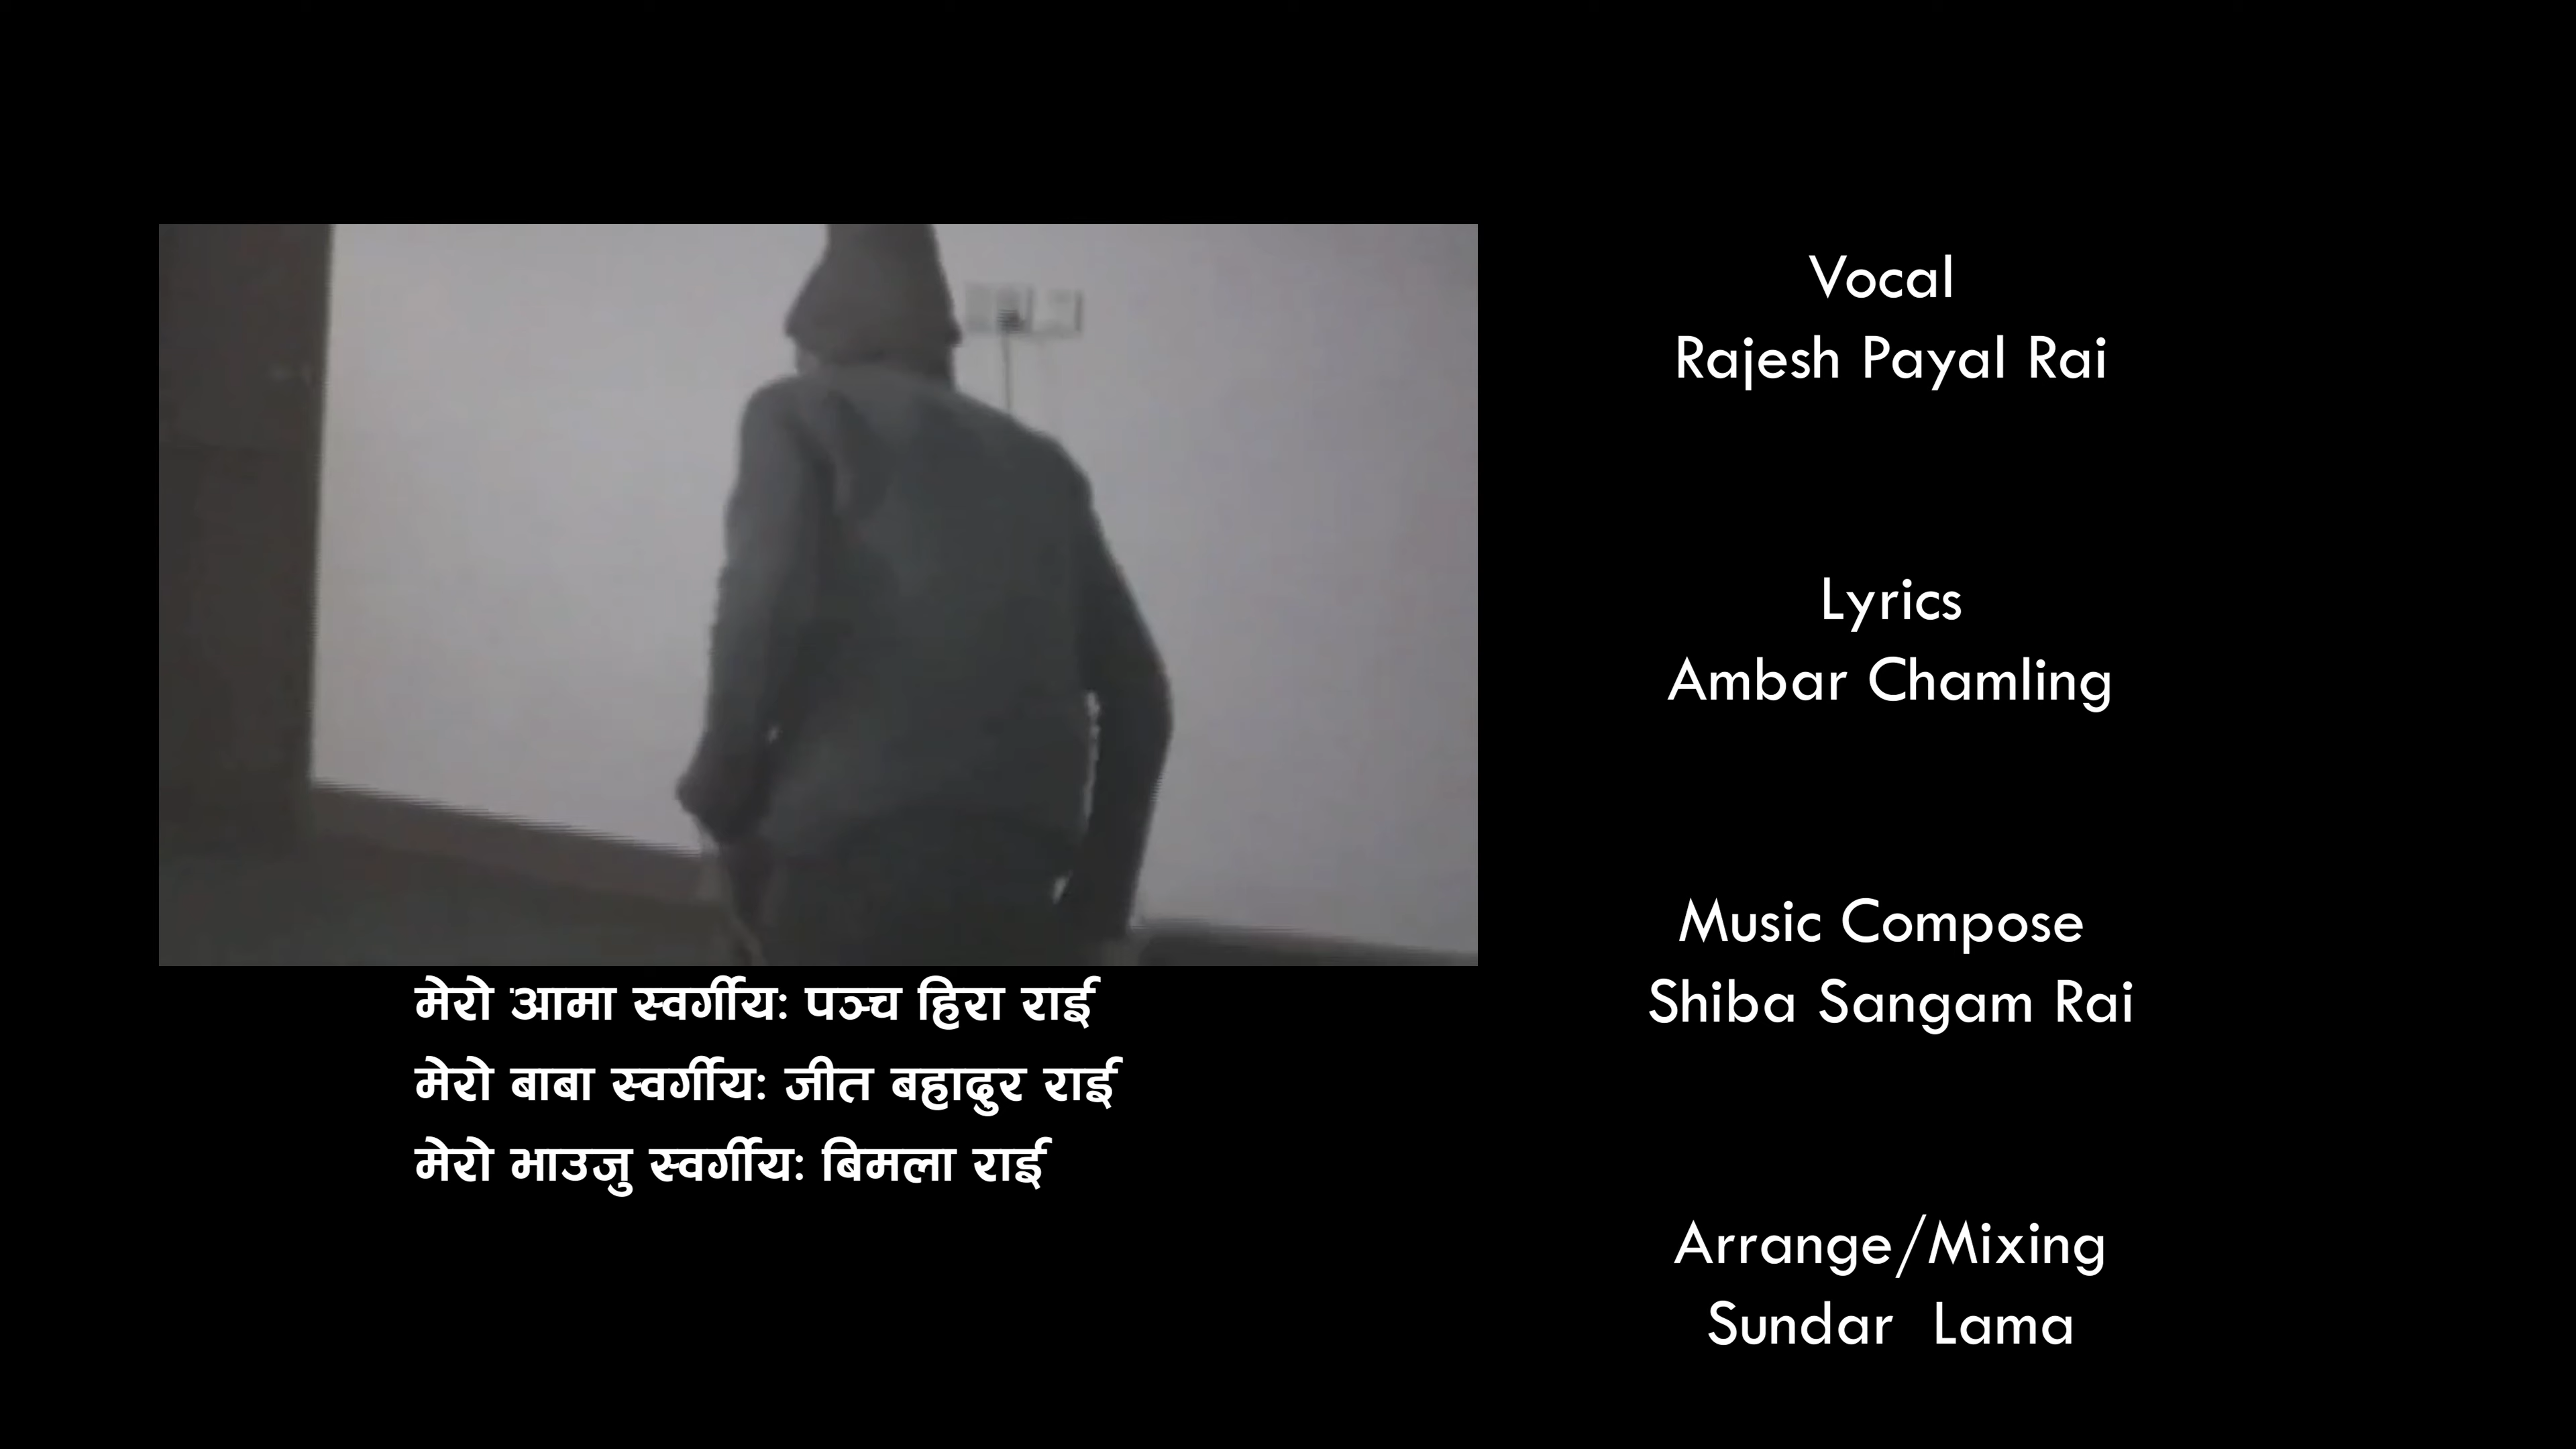 मेरो आमा स्वर्गीयः पञ्च हिरा राई
मेरो बाबा स्वर्गीयः जीत बहादुर राई
मेरो भाउजु स्वर्गीयः बिमला राई
Vocal
Rajesh Payal Rai
Lyrics
Ambar Chamling
Music Compose
Shiba Sangam Rai
Arrange/Mixing
Sundar Lama